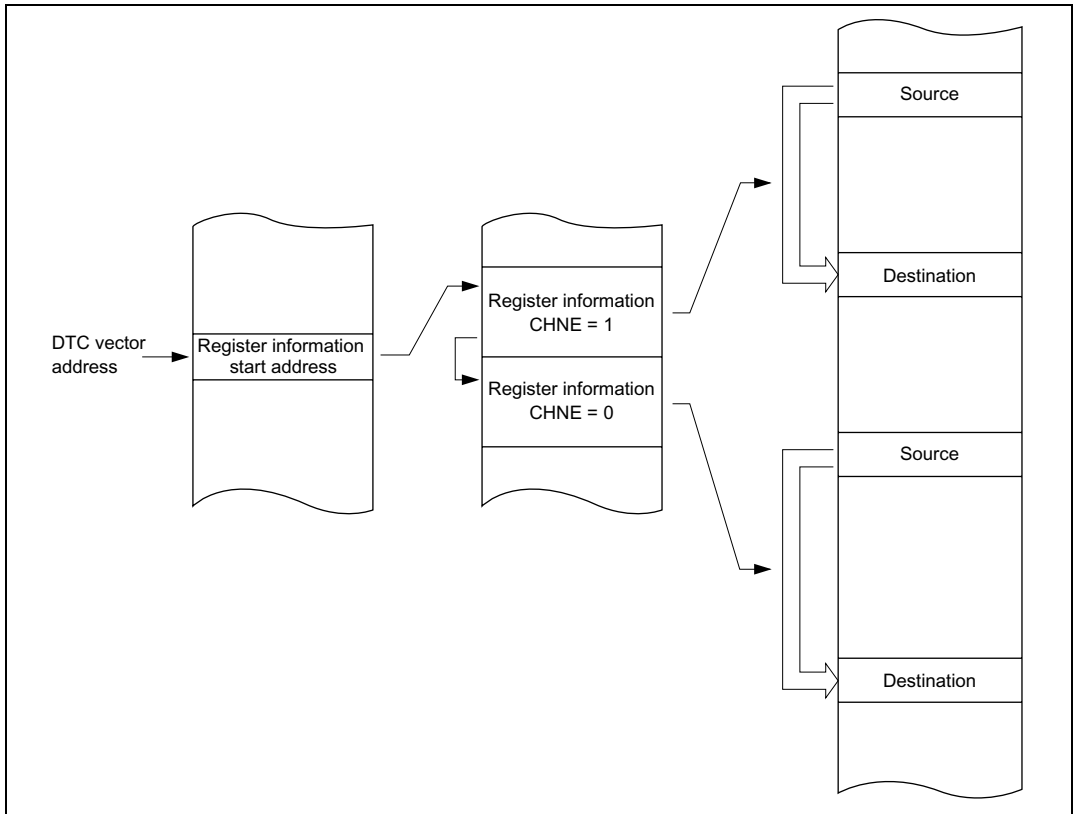 DTC vector
address
Register information
start address
Register information
CHNE = 1
Register information
CHNE = 0
Source
Destination
Source
Destination